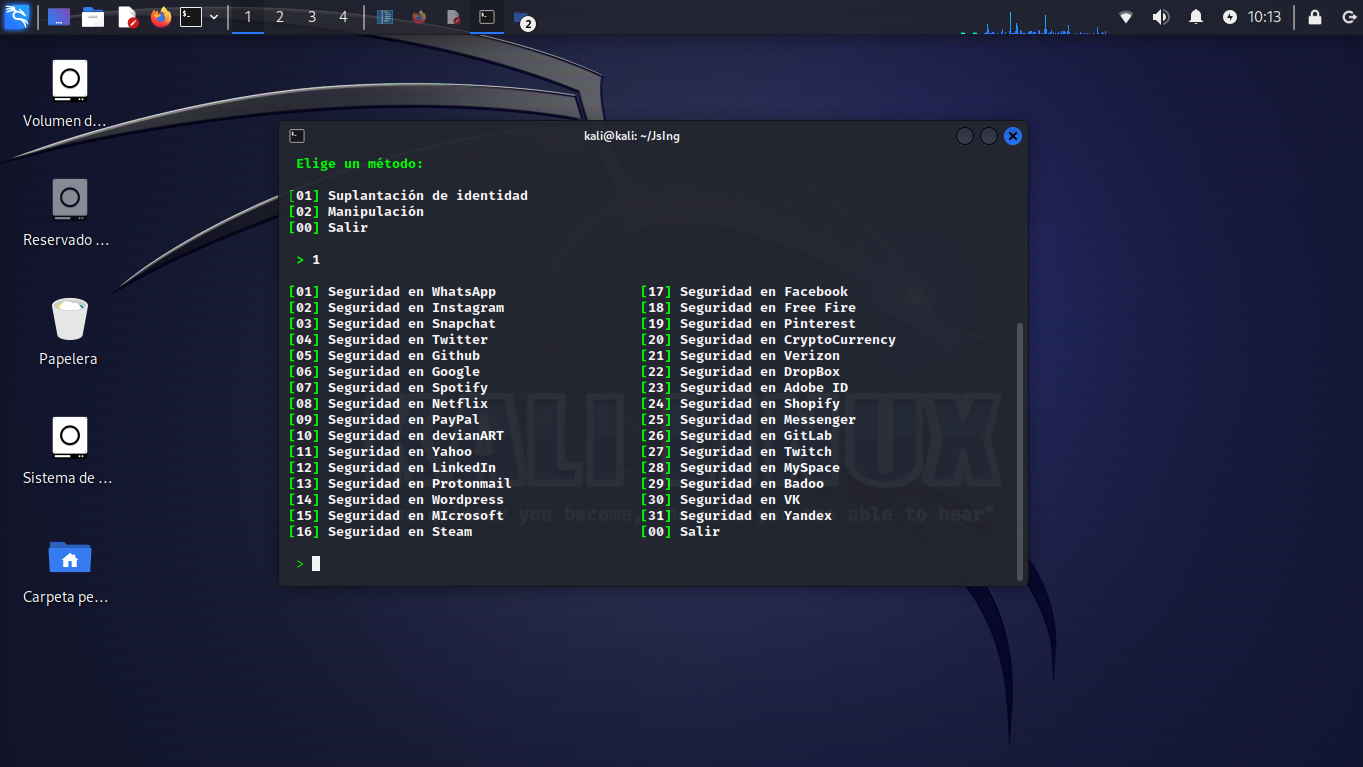 1 2 3 4
2
10:13
Volumen d...
Reservado ...
Papelera
Sistema de ...
Carpeta pe...
kali@kali: ~/JsIng
Elige un método:
[01] Suplantación de identidad
[02] Manipulación
[00] Salir
> 1
[01] Seguridad en WhatsApp [17] Seguridad en Facebook
[02] Seguridad en Instagram [18] Seguridad en Free Fire
[03] Seguridad en Snapchat [19] Seguridad en Pinterest
[04] Seguridad en Twitter [20] Seguridad en CryptoCurrency
[05] Seguridad en Github [21] Seguridad en Verizon
[06] Seguridad en Google [22] Seguridad en DropBox
[07] Seguridad en Spotify [23] Seguridad en Adobe ID
[08] Seguridad en Netflix [24] Seguridad en Shopify
[09] Seguridad en PayPal [25] Seguridad en Messenger
[10] Seguridad en devianART [26] Seguridad en GitLab
[11] Seguridad en Yahoo [27] Seguridad en Twitch
[12] Seguridad en LinkedIn [28] Seguridad en MySpace
[13] Seguridad en Protonmail [29] Seguridad en Badoo
[14] Seguridad en Wordpress [30] Seguridad en VK
[15] Seguridad en MIcrosoft [31] Seguridad en Yandex
[16] Seguridad en Steam [00] Salir
>